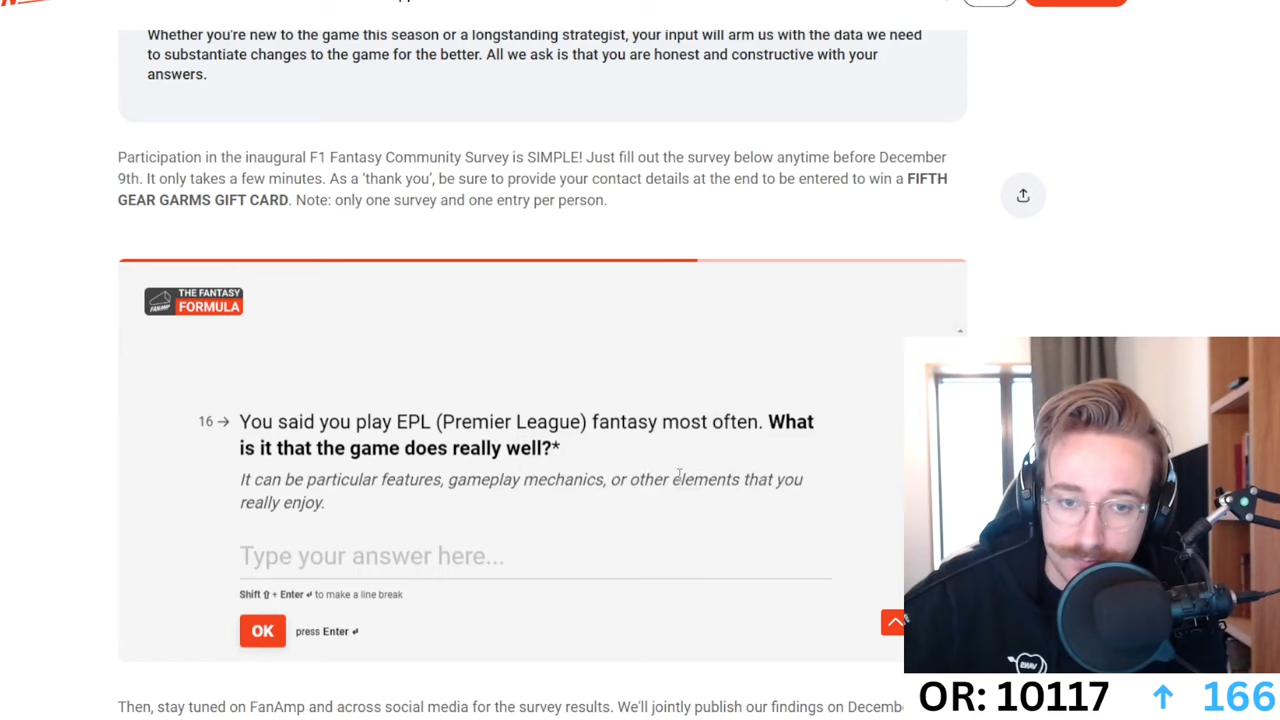 Whether you're new to the game this season or a longstanding strategist, your input will arm us with the data we need
to substantiate changes to the game for the better. All we ask is that you are honest and constructive with your
answers.
Participation in the inaugural F1 Fantasy Community Survey is SIMPLE! Just fill out the survey below anytime before December
9th. It only takes a few minutes. As a ‘thank you’, be sure to provide your contact details at the end to be entered to win a FIFTH
GEAR GARMS GIFT CARD. Note: only one survey and one entry per person.
FANAMP
THE FANTASY
FORMULA
16→ You said you play EPL (Premier League) fantasy most often. What
is it that the game does really well?*
It can be particular features, gameplay mechanics, or other elements that you
really enjoy.
Type your answer here...
Shift ⇧ + Enter ↵ to make a line break
OK press Enter ↵
VANS
OR: 10117 ↑ 166
Then, stay tuned on FanAmp and across social media for the survey results. We'll jointly publish our findings on